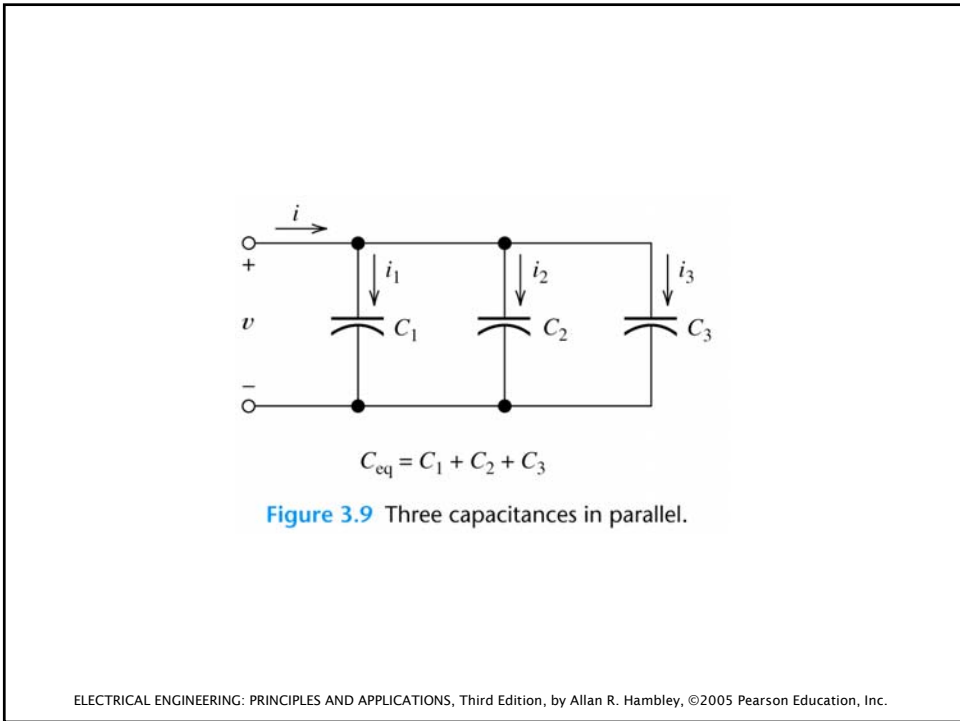 i
+
i₁ i₂ i₃
v C₁ C₂ C₃
−
C_eq = C₁ + C₂ + C₃
Figure 3.9 Three capacitances in parallel.
ELECTRICAL ENGINEERING: PRINCIPLES AND APPLICATIONS, Third Edition, by Allan R. Hambley, ©2005 Pearson Education, Inc.